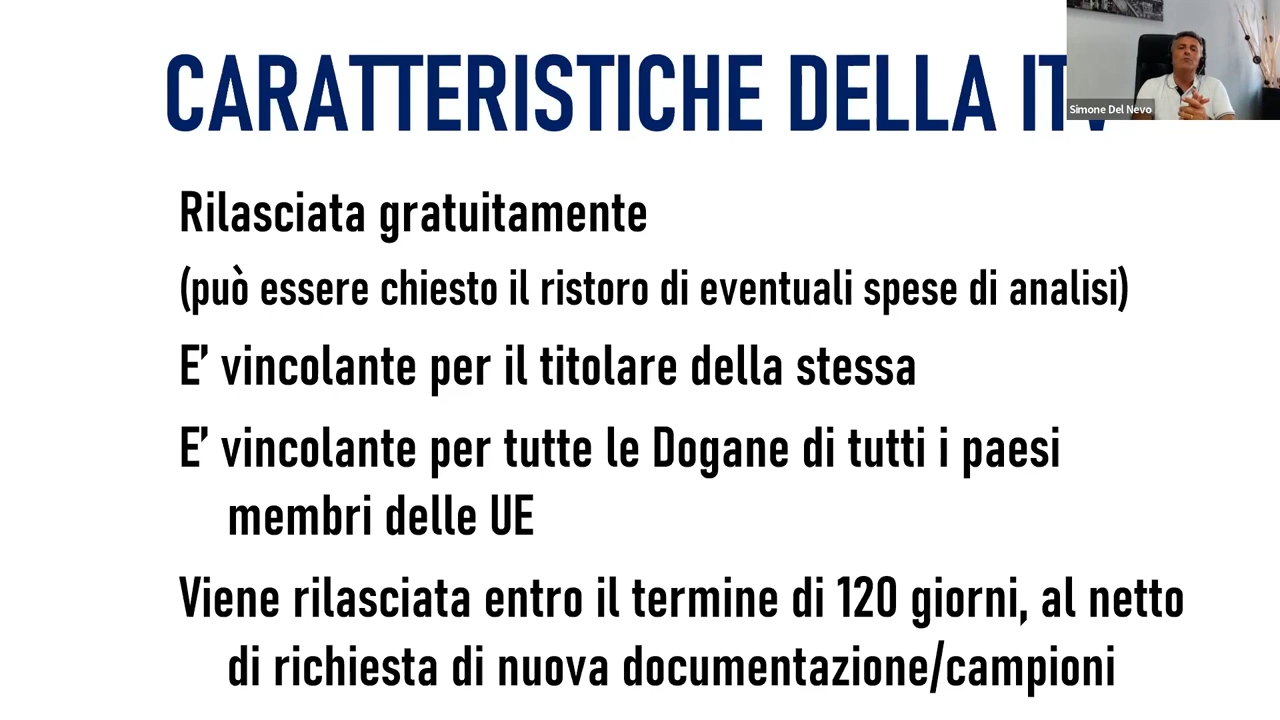 CARATTERISTICHE DELLA ITV
Simone Del Nevo
Rilasciata gratuitamente
(può essere chiesto il ristoro di eventuali spese di analisi)
E’ vincolante per il titolare della stessa
E’ vincolante per tutte le Dogane di tutti i paesi
membri delle UE
Viene rilasciata entro il termine di 120 giorni, al netto
di richiesta di nuova documentazione/campioni